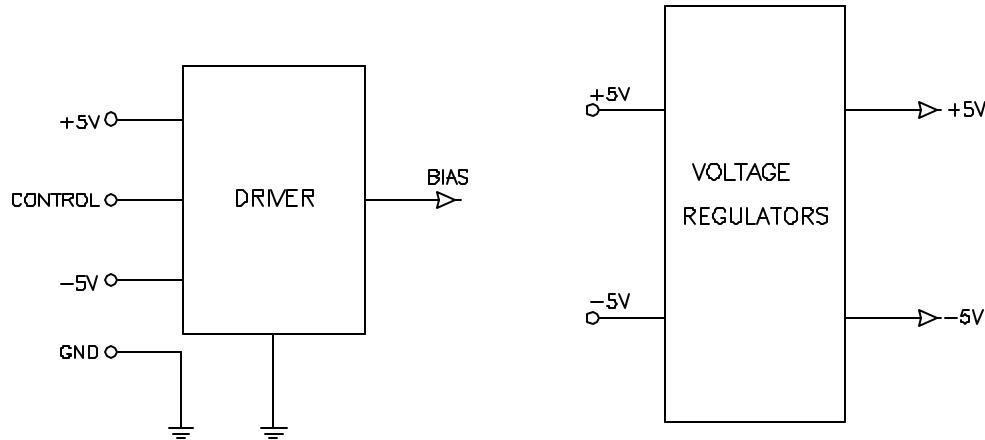 +5V
CONTROL
-5V
GND
DRIVER
BIAS
+5V
-5V
VOLTAGE
REGULATORS
+5V
-5V